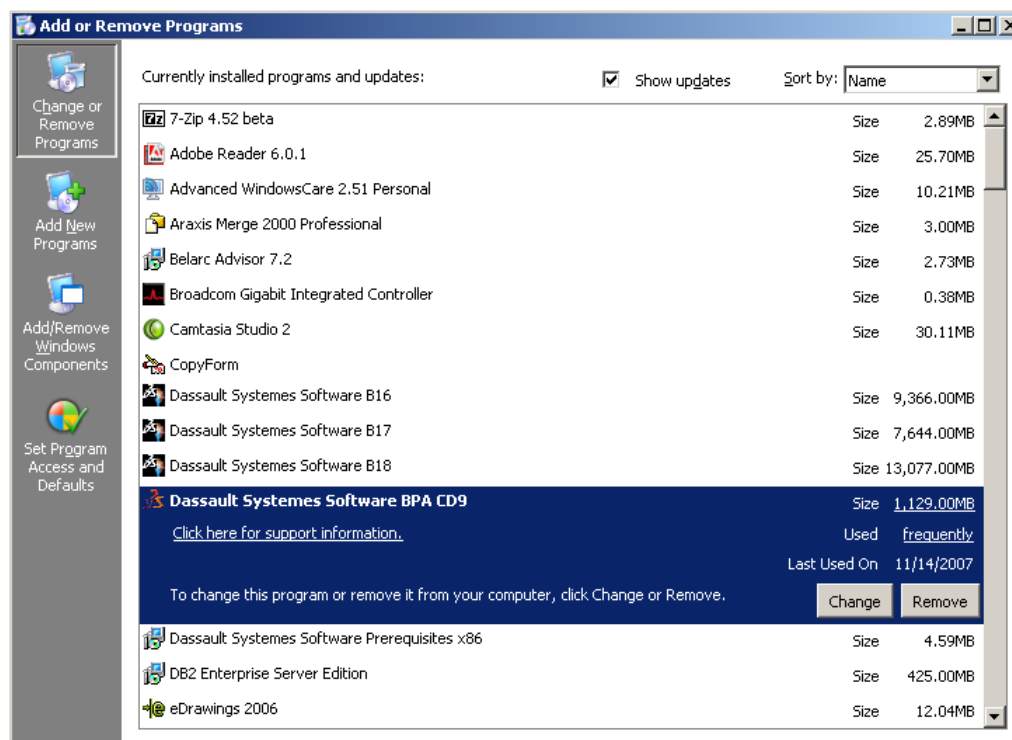 Add or Remove Programs
Currently installed programs and updates:
Show updates
Sort by: Name
Change or
Remove
Programs
Add New
Programs
Add/Remove
Windows
Components
Set Program
Access and
Defaults
7-Zip 4.52 beta Size 2.89MB
Adobe Reader 6.0.1 Size 25.70MB
Advanced WindowsCare 2.51 Personal Size 10.21MB
Araxis Merge 2000 Professional Size 3.00MB
Belarc Advisor 7.2 Size 2.73MB
Broadcom Gigabit Integrated Controller Size 0.38MB
Camtasia Studio 2 Size 30.11MB
CopyForm
Dassault Systemes Software B16 Size 9,366.00MB
Dassault Systemes Software B17 Size 7,644.00MB
Dassault Systemes Software B18 Size 13,077.00MB
Dassault Systemes Software BPA CD9 Size 1,129.00MB
Click here for support information. Used frequently
Last Used On 11/14/2007
To change this program or remove it from your computer, click Change or Remove. Change Remove
Dassault Systemes Software Prerequisites x86 Size 4.59MB
DB2 Enterprise Server Edition Size 425.00MB
eDrawings 2006 Size 12.04MB